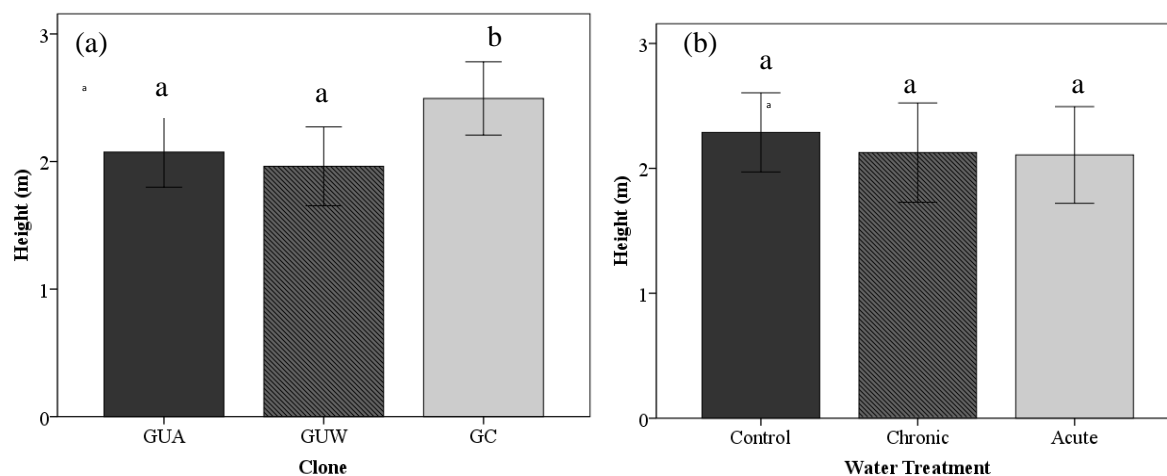 (a)
a
a
a
b
Height (m)
3
2
1
0
GUA GUW GC
Clone
(b)
a
a
a
a
Height (m)
3
2
1
0
Control Chronic Acute
Water Treatment